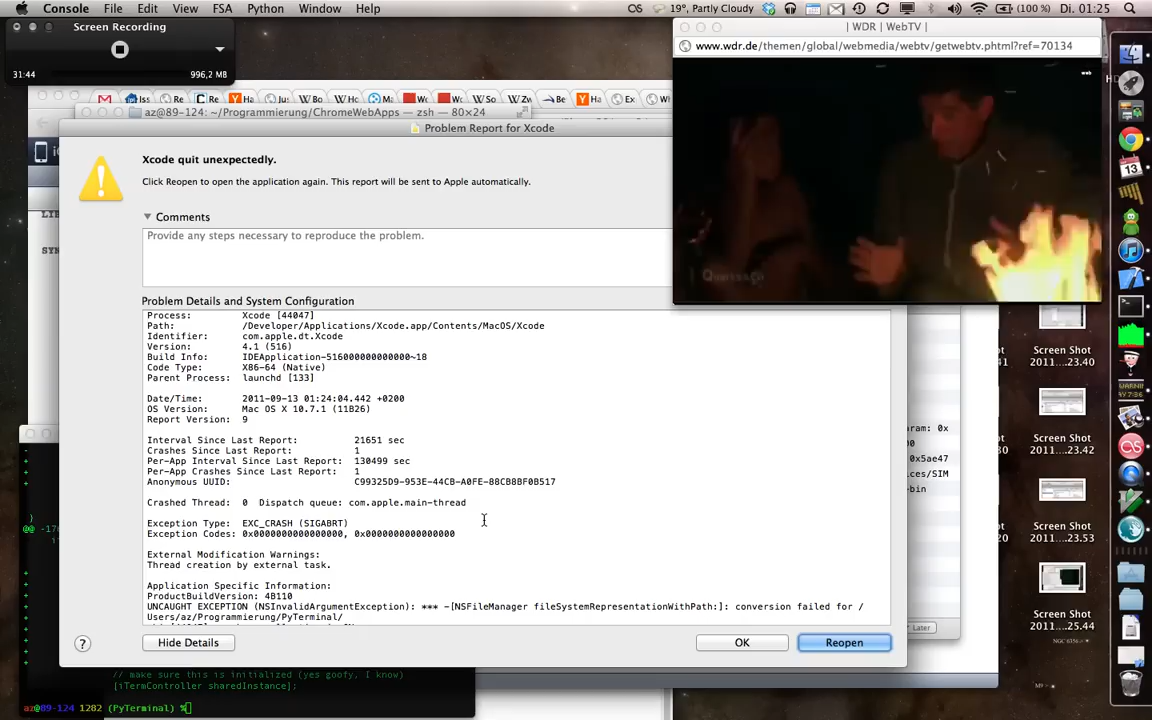 Console File Edit View FSA Python Window Help
OS 19°, Partly Cloudy (100 %) Di. 01:25
Screen Recording
31:44 996,2 MB
| WDR | WebTV |
www.wdr.de/themen/global/webmedia/webtv/getwebtv.phtml?ref=70134
web
Quarks&Co
az@89-124: ~/Programmierung/ChromeWebApps — zsh — 80×24
Problem Report for Xcode
Xcode quit unexpectedly.
Click Reopen to open the application again. This report will be sent to Apple automatically.
Comments
Provide any steps necessary to reproduce the problem.
Problem Details and System Configuration
Process: Xcode [44047]
Path: /Developer/Applications/Xcode.app/Contents/MacOS/Xcode
Identifier: com.apple.dt.Xcode
Version: 4.1 (516)
Build Info: IDEApplication-516000000000000~18
Code Type: X86-64 (Native)
Parent Process: launchd [133]
Date/Time: 2011-09-13 01:24:04.442 +0200
OS Version: Mac OS X 10.7.1 (11B26)
Report Version: 9
Interval Since Last Report: 21651 sec
Crashes Since Last Report: 1
Per-App Interval Since Last Report: 130499 sec
Per-App Crashes Since Last Report: 1
Anonymous UUID: C99325D9-953E-44CB-A0FE-88CBBBF0B517
Crashed Thread: 0 Dispatch queue: com.apple.main-thread
Exception Type: EXC_CRASH (SIGABRT)
Exception Codes: 0x0000000000000000, 0x0000000000000000
External Modification Warnings:
Thread creation by external task.
Application Specific Information:
ProductBuildVersion: 4B110
UNCAUGHT EXCEPTION (NSInvalidArgumentException): *** -[NSFileManager fileSystemRepresentationWithPath:]: conversion failed for /
Users/az/Programmierung/PyTerminal/
? Hide Details OK Reopen
Later
// make sure this is initialized (yes goofy, I know)
[iTermController sharedInstance];
az@89-124 1282 (PyTerminal) %
Screen Shot
2011-....23.40
Screen Shot
2011-....23.42
Screen Shot
2011-....23.53
Screen Shot
2011-....25.44